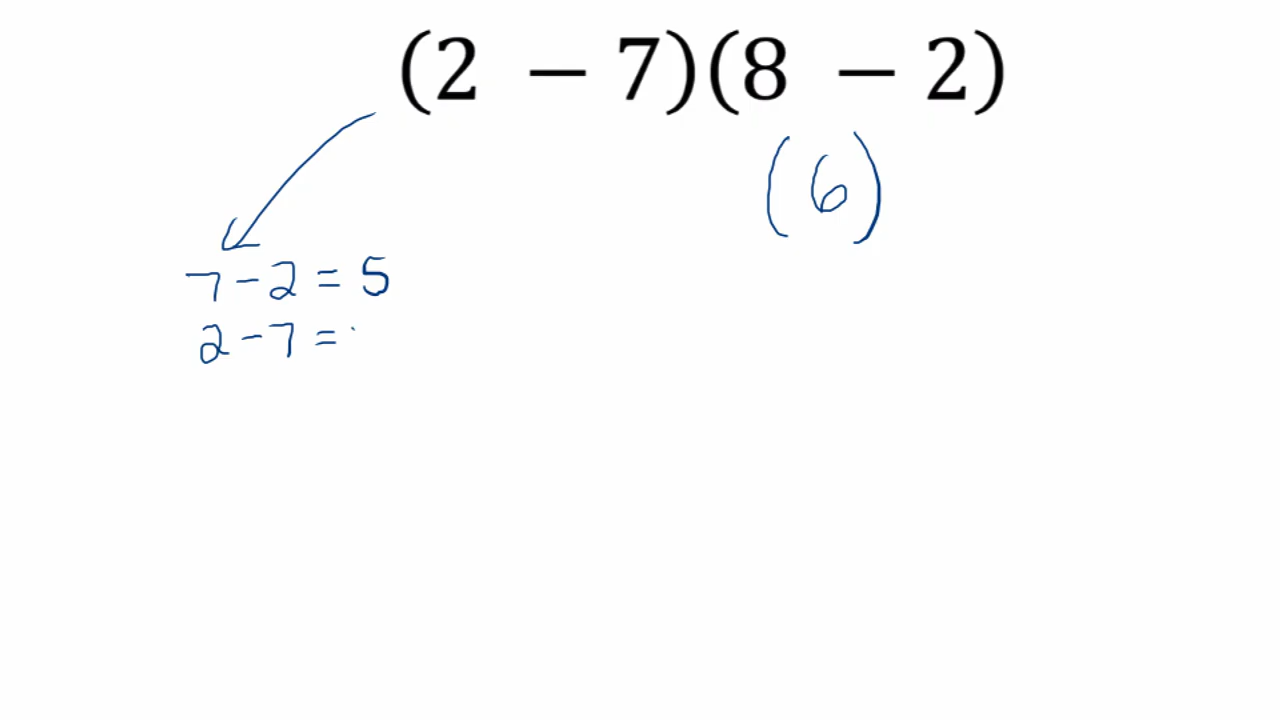 (2 − 7)(8 − 2)
(6)
7 - 2 = 5
2 - 7 =